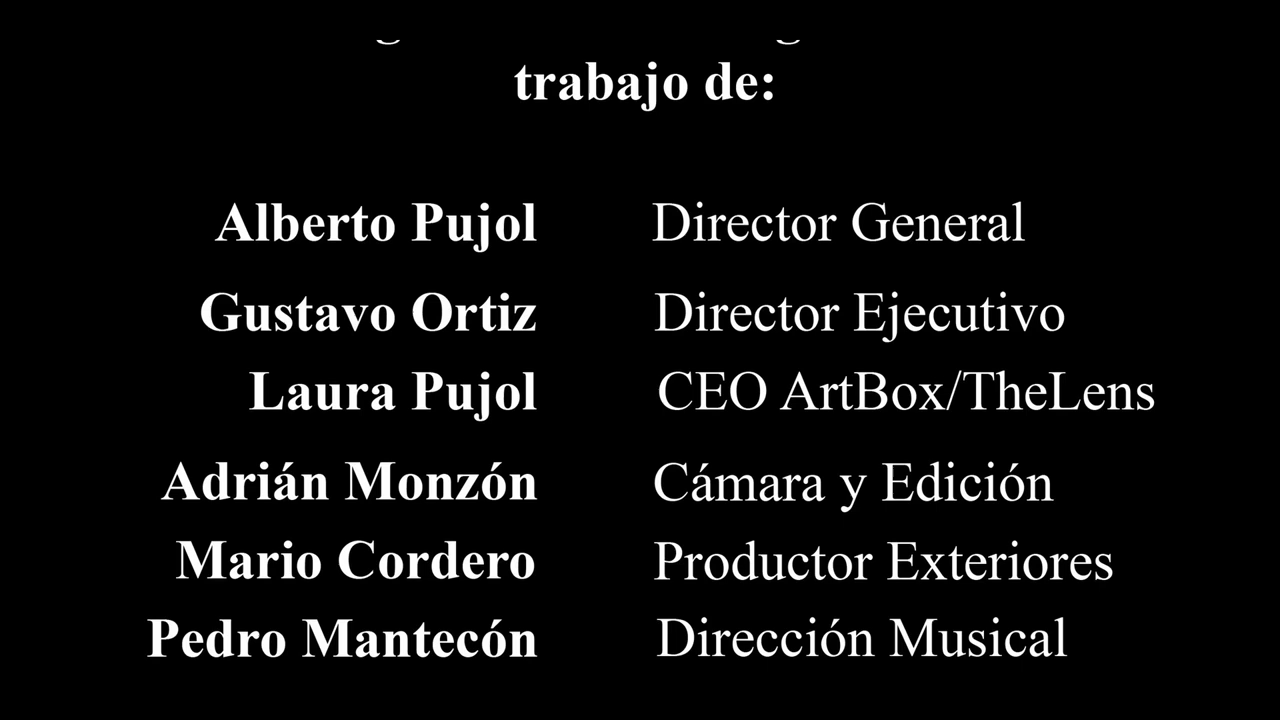 trabajo de:
Alberto Pujol Director General
Gustavo Ortiz Director Ejecutivo
Laura Pujol CEO ArtBox/TheLens
Adrián Monzón Cámara y Edición
Mario Cordero Productor Exteriores
Pedro Mantecón Dirección Musical